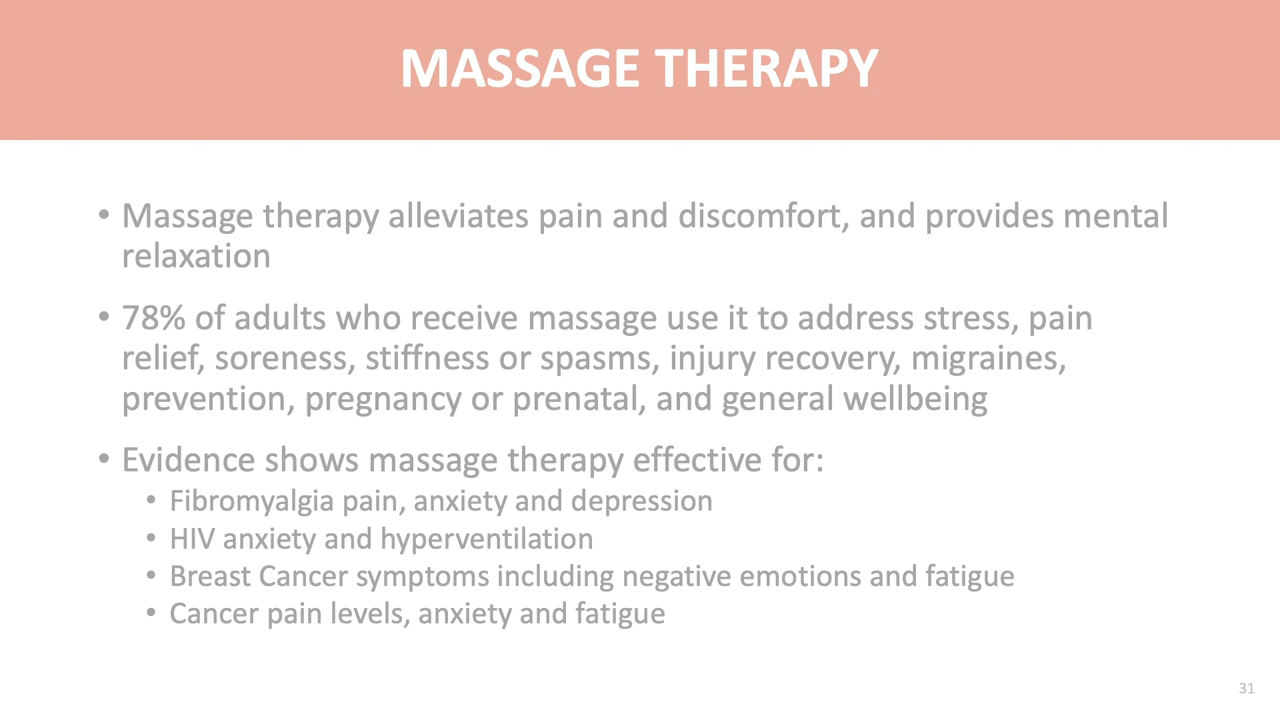 MASSAGE THERAPY
• Massage therapy alleviates pain and discomfort, and provides mental
relaxation
• 78% of adults who receive massage use it to address stress, pain
relief, soreness, stiffness or spasms, injury recovery, migraines,
prevention, pregnancy or prenatal, and general wellbeing
• Evidence shows massage therapy effective for:
• Fibromyalgia pain, anxiety and depression
• HIV anxiety and hyperventilation
• Breast Cancer symptoms including negative emotions and fatigue
• Cancer pain levels, anxiety and fatigue
31